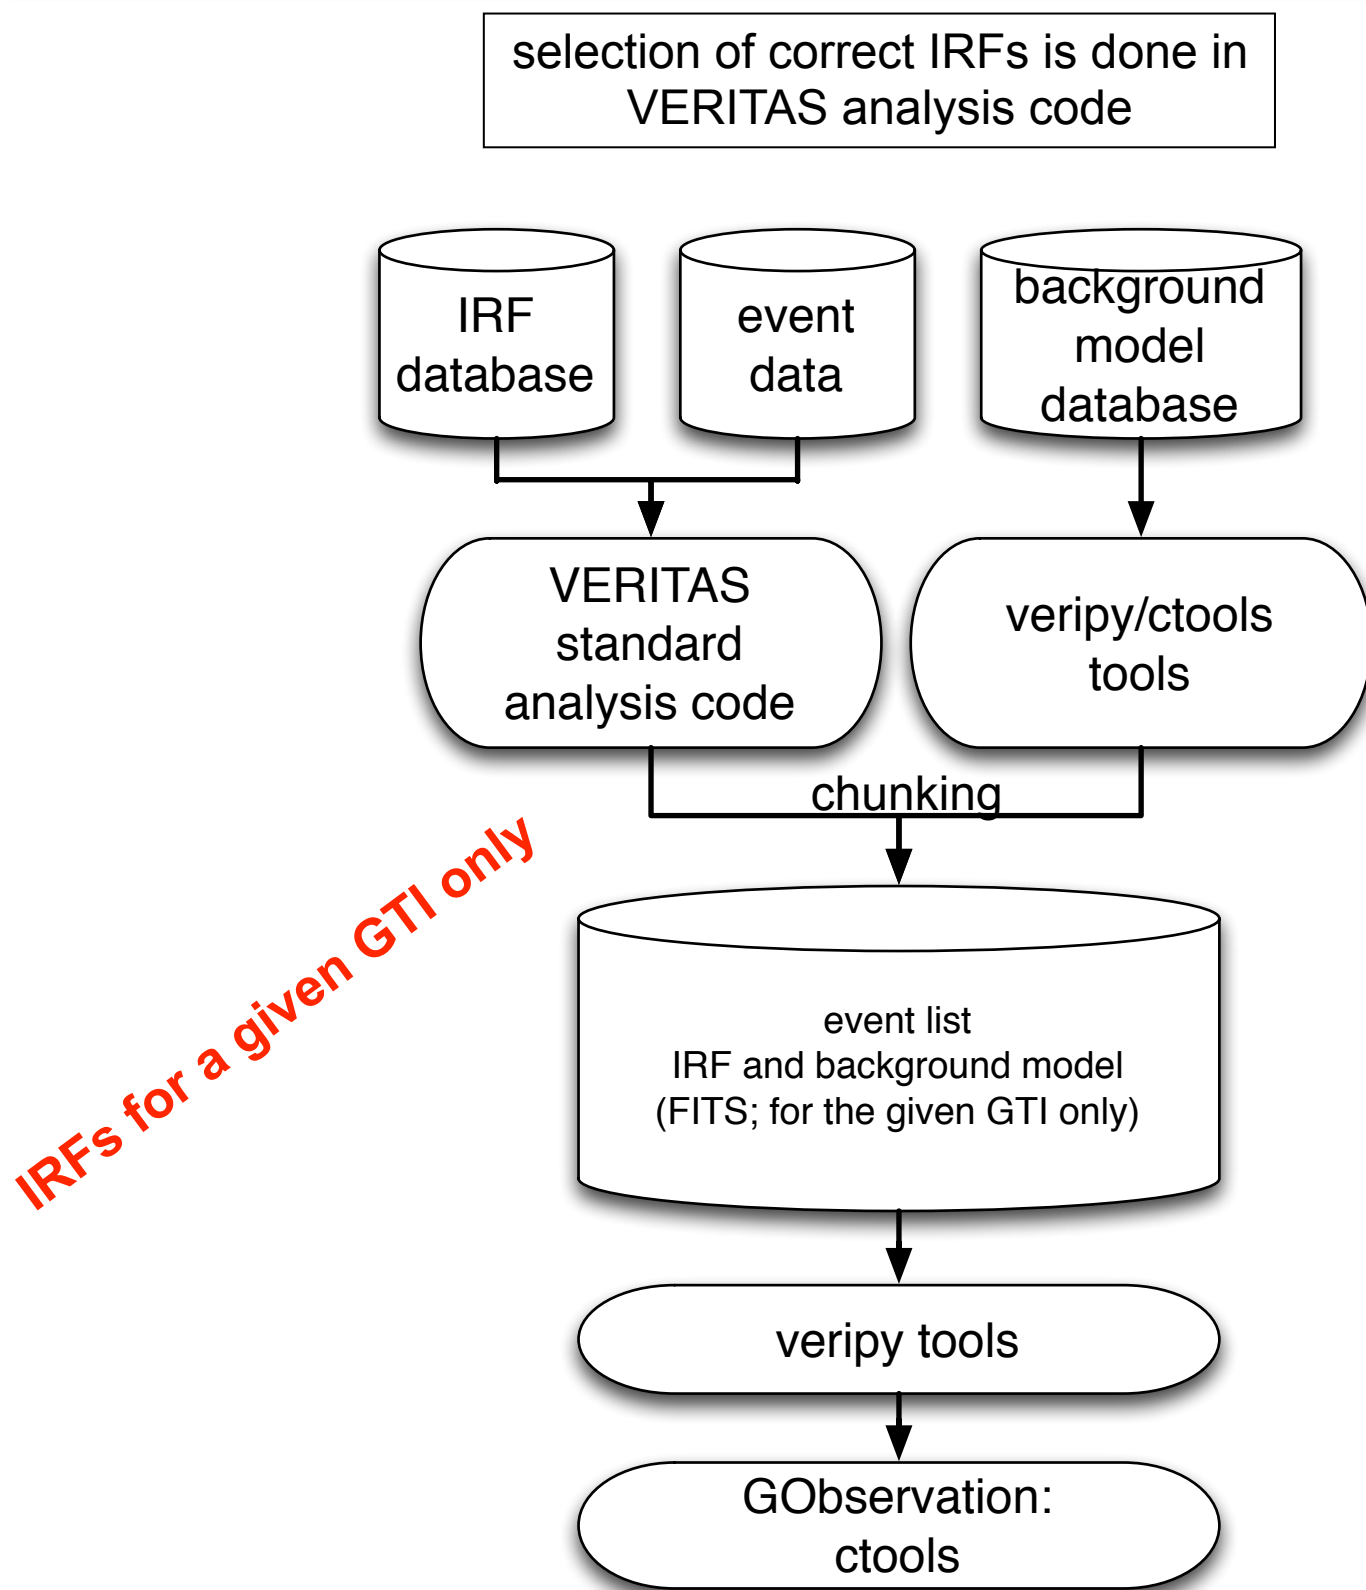 selection of correct IRFs is done in
VERITAS analysis code
IRF
database
event
data
background
model
database
VERITAS
standard
analysis code
veripy/ctools
tools
chunking
IRFs for a given GTI only
event list
IRF and background model
(FITS; for the given GTI only)
veripy tools
GObservation:
ctools